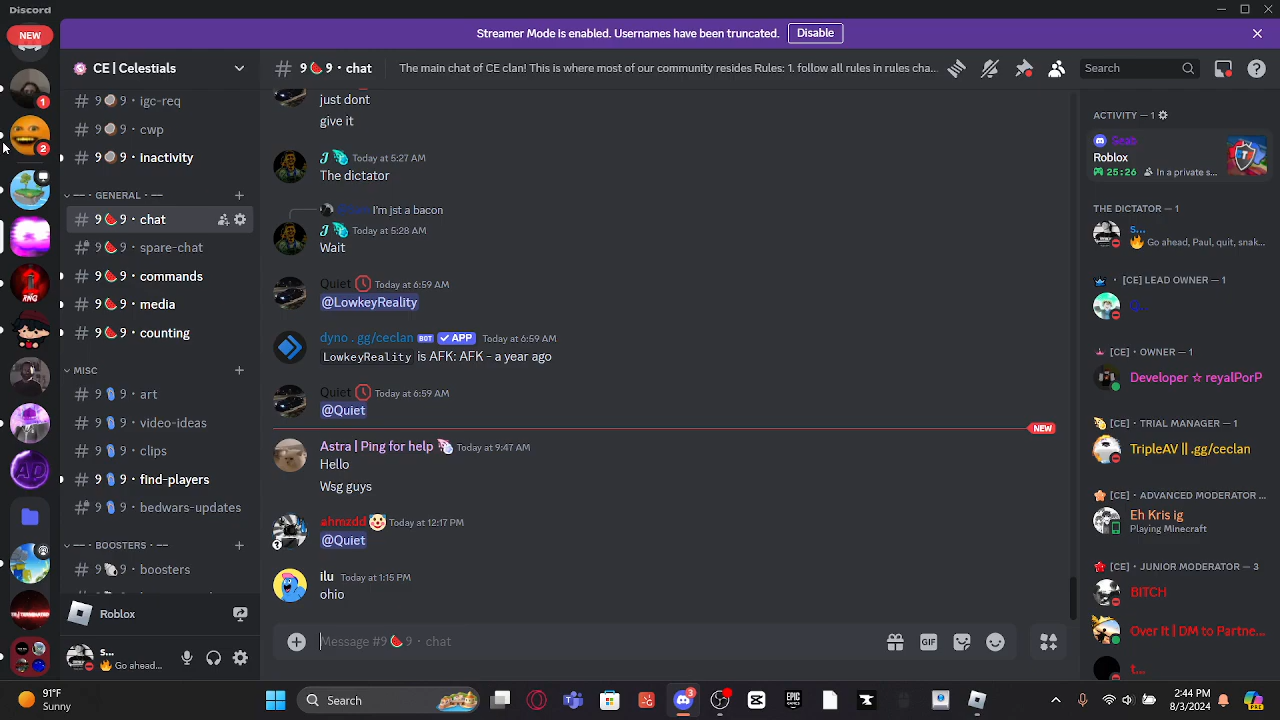 Discord
Streamer Mode is enabled. Usernames have been truncated. Disable
NEW
CE | Celestials
# 9🍉9・chat
The main chat of CE clan! This is where most of our community resides Rules: 1. follow all rules in rules cha...
Search
# 9🥥9・igc-req
# 9🥥9・cwp
# 9🥥9・inactivity
GENERAL
# 9🍉9・chat
# 9🍉9・spare-chat
# 9🍉9・commands
# 9🍉9・media
# 9🍉9・counting
MISC
# 9🩴9・art
# 9🩴9・video-ideas
# 9🩴9・clips
# 9🩴9・find-players
# 9🩴9・bedwars-updates
BOOSTERS
# 9🐚9・boosters
Roblox
s...
🔥 Go ahead...
1
2
RNG
AD
just dont
give it
J Today at 5:27 AM
The dictator
I'm jst a bacon
J Today at 5:28 AM
Wait
Quiet Today at 6:59 AM
@LowkeyReality
dyno . gg/ceclan BOT ✓ APP Today at 6:59 AM
LowkeyReality is AFK: AFK - a year ago
Quiet Today at 6:59 AM
@Quiet
NEW
Astra | Ping for help Today at 9:47 AM
Hello
Wsg guys
ahmzdd🤡 Today at 12:17 PM
@Quiet
ilu Today at 1:15 PM
ohio
Message #9🍉9・chat
GIF
ACTIVITY — 1
Seab
Roblox
25:26 In a private s...
THE DICTATOR — 1
s...
🔥 Go ahead, Paul, quit, snak...
・[CE] LEAD OWNER — 1
[CE]・OWNER — 1
Developer ☆ reyalPorP
[CE]・TRIAL MANAGER — 1
TripleAV || .gg/ceclan
[CE]・ADVANCED MODERATOR ...
Eh Kris ig
Playing Minecraft
[CE]・JUNIOR MODERATOR — 3
BITCH
Over It | DM to Partne...
t...
91°F
Sunny
Search
3
EPIC GAMES
2:44 PM
8/3/2024